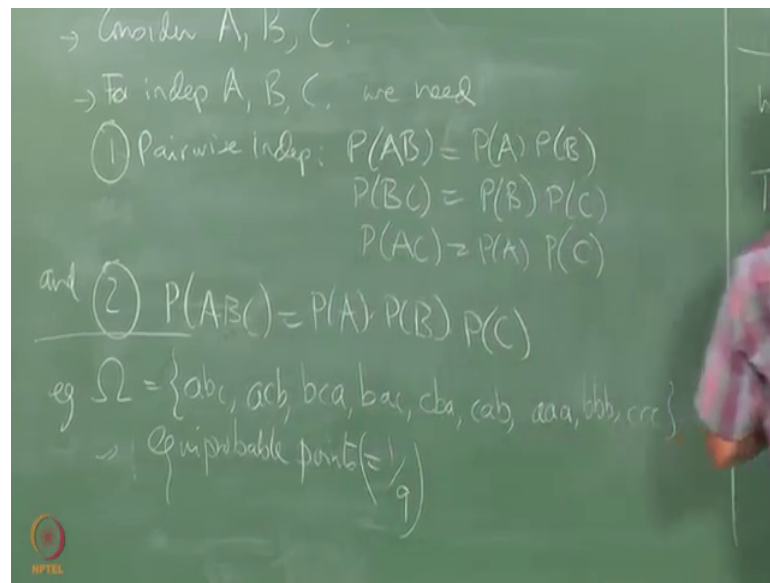 → Consider A, B, C:
→ For indep A, B, C, we need
① Pairwise indep: P(AB) = P(A) P(B)
P(BC) = P(B) P(C)
P(AC) = P(A) P(C)
and ② P(ABC) = P(A) P(B) P(C)
eg Ω = {abc, acb, bca, bac, cba, cab, aaa, bbb, ccc}
equiprobable points (= 1/9)
NPTEL